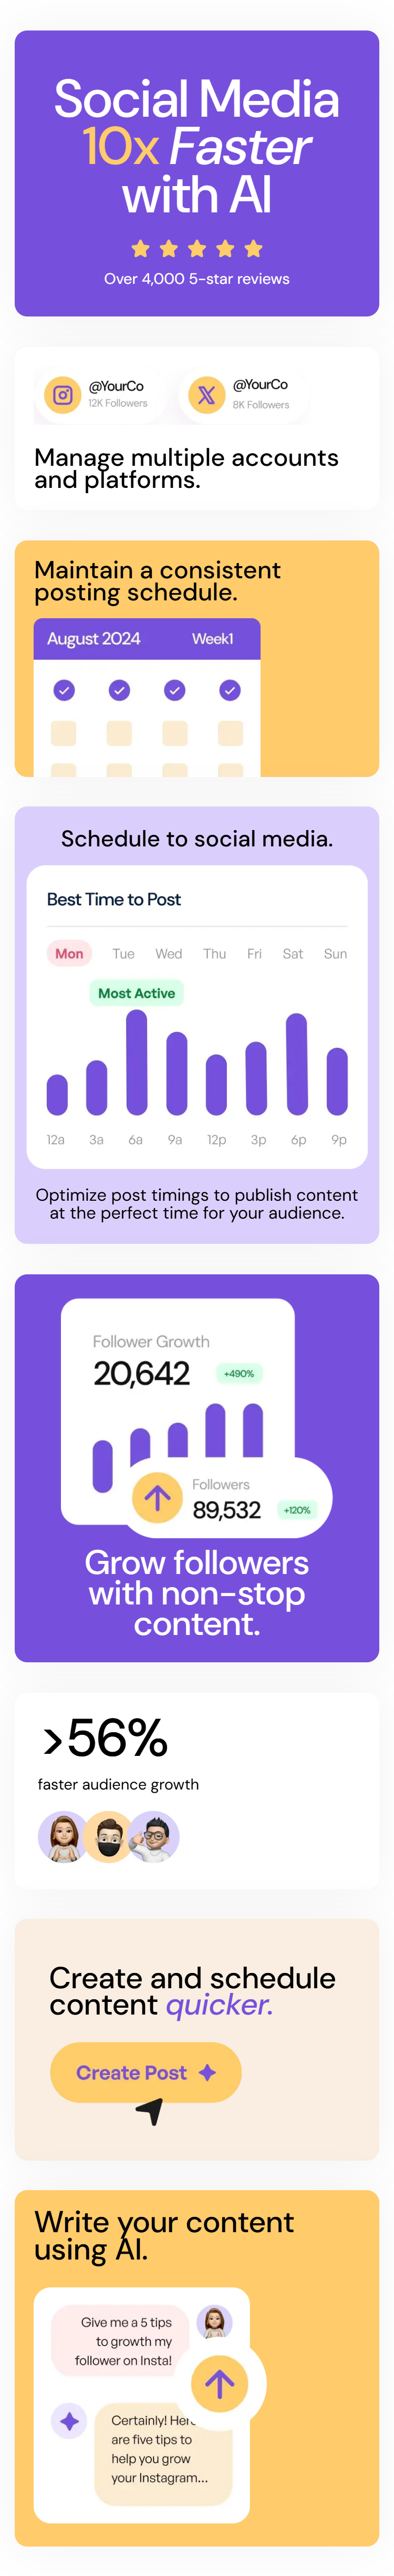 Social Media
10x Faster
with AI
Over 4,000 5-star reviews
@YourCo
12K Followers
@YourCo
8K Followers
Manage multiple accounts
and platforms.
Maintain a consistent
posting schedule.
August 2024 Week1
Schedule to social media.
Best Time to Post
Mon Tue Wed Thu Fri Sat Sun
Most Active
12a 3a 6a 9a 12p 3p 6p 9p
Optimize post timings to publish content
at the perfect time for your audience.
Follower Growth
20,642 +490%
Followers
89,532 +120%
Grow followers
with non-stop
content.
>56%
faster audience growth
Create and schedule
content quicker.
Create Post
Write your content
using AI.
Give me a 5 tips
to growth my
follower on Insta!
Certainly! Here
are five tips to
help you grow
your Instagram...